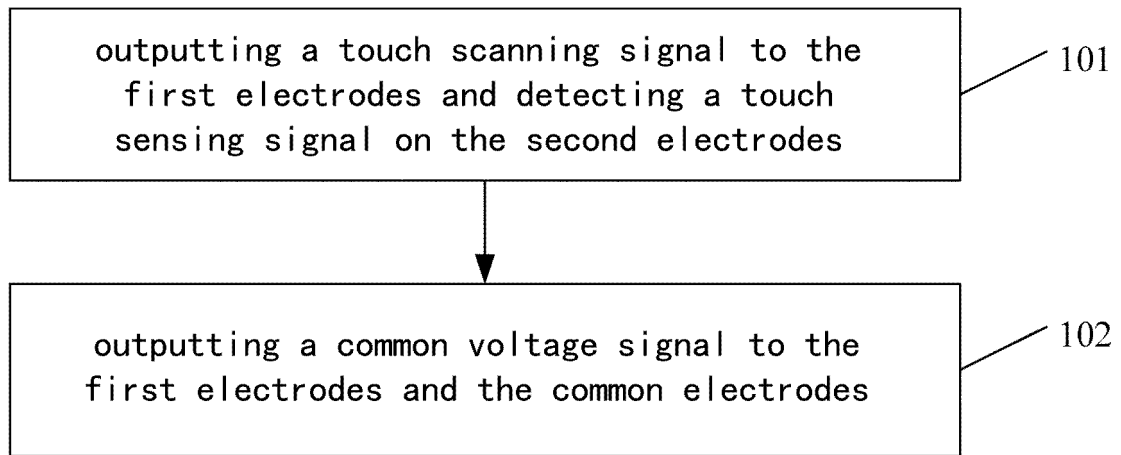 outputting a touch scanning signal to the
first electrodes and detecting a touch
sensing signal on the second electrodes
101
outputting a common voltage signal to the
first electrodes and the common electrodes
102